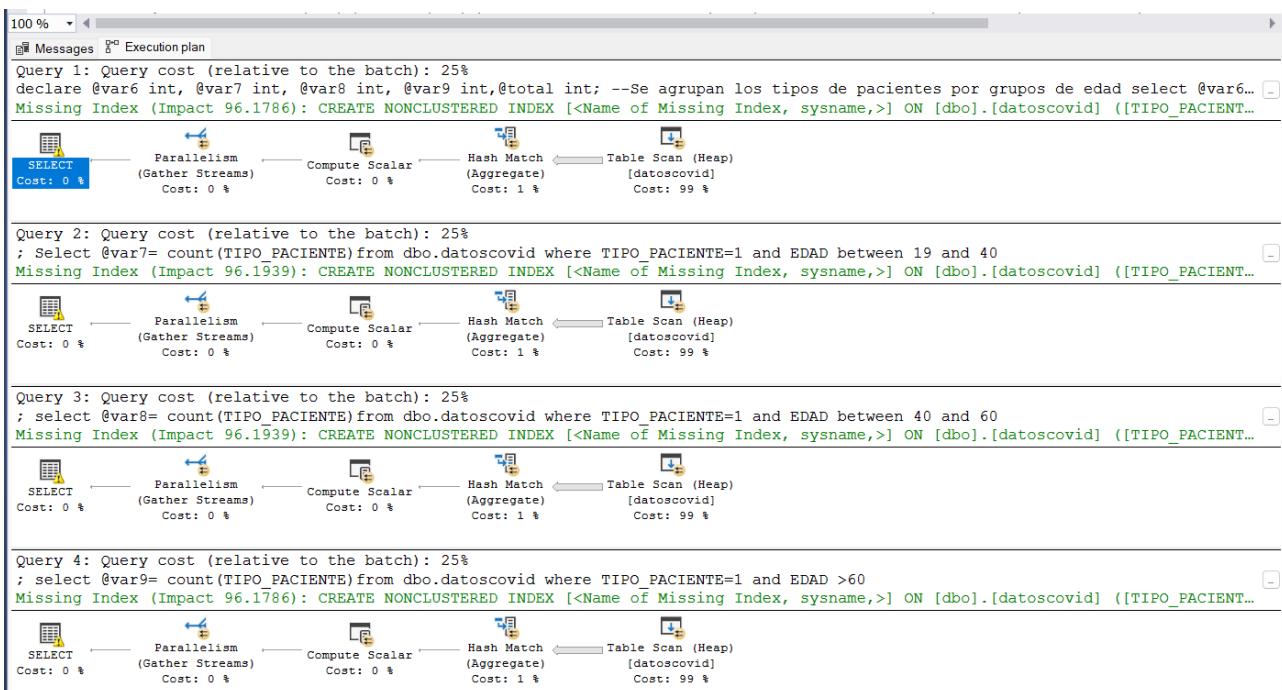 100 %
Messages Execution plan
Query 1: Query cost (relative to the batch): 25%
declare @var6 int, @var7 int, @var8 int, @var9 int,@total int; --Se agrupan los tipos de pacientes por grupos de edad select @var6…
Missing Index (Impact 96.1786): CREATE NONCLUSTERED INDEX [<Name of Missing Index, sysname,>] ON [dbo].[datoscovid] ([TIPO_PACIENT…
SELECT
Cost: 0 %
Parallelism
(Gather Streams)
Cost: 0 %
Compute Scalar
Cost: 0 %
Hash Match
(Aggregate)
Cost: 1 %
Table Scan (Heap)
[datoscovid]
Cost: 99 %
Query 2: Query cost (relative to the batch): 25%
; Select @var7= count(TIPO_PACIENTE)from dbo.datoscovid where TIPO_PACIENTE=1 and EDAD between 19 and 40
Missing Index (Impact 96.1939): CREATE NONCLUSTERED INDEX [<Name of Missing Index, sysname,>] ON [dbo].[datoscovid] ([TIPO_PACIENT…
SELECT
Cost: 0 %
Parallelism
(Gather Streams)
Cost: 0 %
Compute Scalar
Cost: 0 %
Hash Match
(Aggregate)
Cost: 1 %
Table Scan (Heap)
[datoscovid]
Cost: 99 %
Query 3: Query cost (relative to the batch): 25%
; select @var8= count(TIPO_PACIENTE)from dbo.datoscovid where TIPO_PACIENTE=1 and EDAD between 40 and 60
Missing Index (Impact 96.1939): CREATE NONCLUSTERED INDEX [<Name of Missing Index, sysname,>] ON [dbo].[datoscovid] ([TIPO_PACIENT…
SELECT
Cost: 0 %
Parallelism
(Gather Streams)
Cost: 0 %
Compute Scalar
Cost: 0 %
Hash Match
(Aggregate)
Cost: 1 %
Table Scan (Heap)
[datoscovid]
Cost: 99 %
Query 4: Query cost (relative to the batch): 25%
; select @var9= count(TIPO_PACIENTE)from dbo.datoscovid where TIPO_PACIENTE=1 and EDAD >60
Missing Index (Impact 96.1786): CREATE NONCLUSTERED INDEX [<Name of Missing Index, sysname,>] ON [dbo].[datoscovid] ([TIPO_PACIENT…
SELECT
Cost: 0 %
Parallelism
(Gather Streams)
Cost: 0 %
Compute Scalar
Cost: 0 %
Hash Match
(Aggregate)
Cost: 1 %
Table Scan (Heap)
[datoscovid]
Cost: 99 %